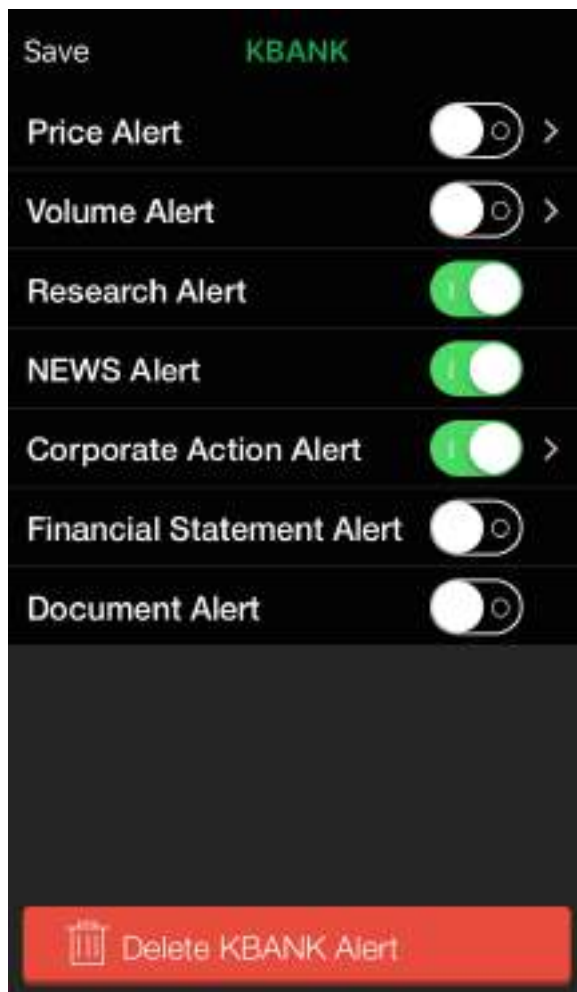 Save KBANK
Price Alert
Volume Alert
Research Alert
NEWS Alert
Corporate Action Alert
Financial Statement Alert
Document Alert
Delete KBANK Alert